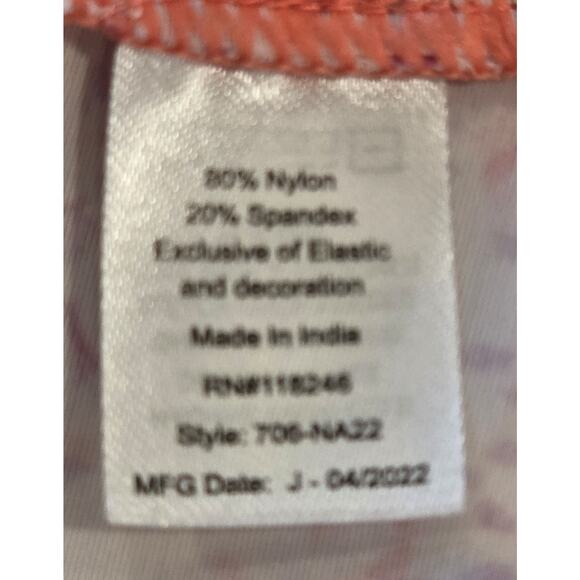 80% Nylon
20% Spandex
Exclusive of Elastic
and decoration
Made In India
RN#118246
Style: 706-NA22
MFG Date: J - 04/2022